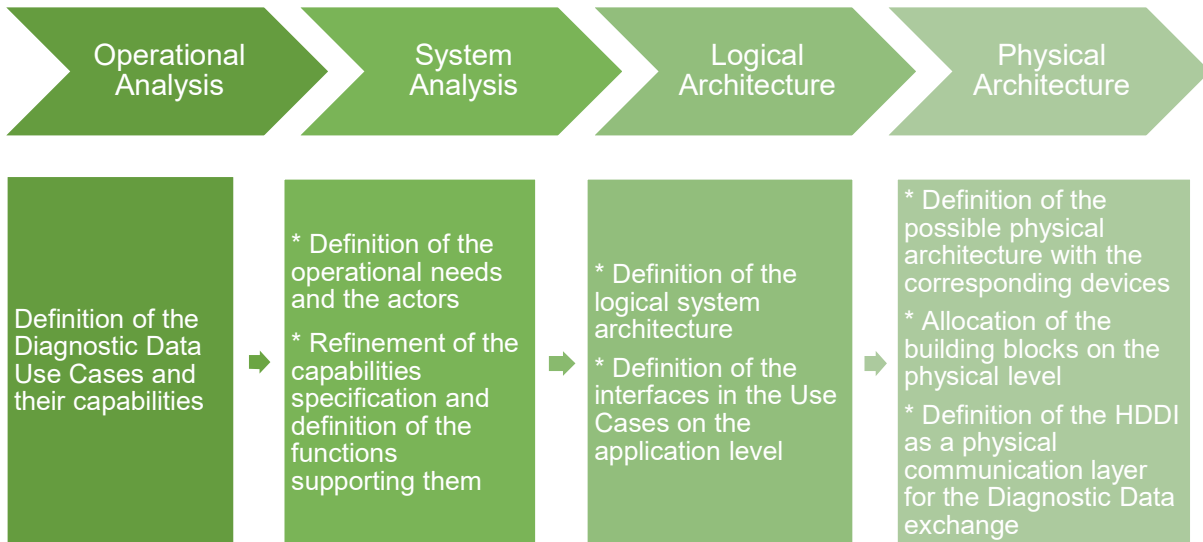 Operational
Analysis
System
Analysis
Logical
Architecture
Physical
Architecture
Definition of the
Diagnostic Data
Use Cases and
their capabilities
* Definition of the
operational needs
and the actors
* Refinement of the
capabilities
specification and
definition of the
functions
supporting them
* Definition of the
logical system
architecture
* Definition of the
interfaces in the Use
Cases on the
application level
* Definition of the
possible physical
architecture with the
corresponding devices
* Allocation of the
building blocks on the
physical level
* Definition of the HDDI
as a physical
communication layer
for the Diagnostic Data
exchange